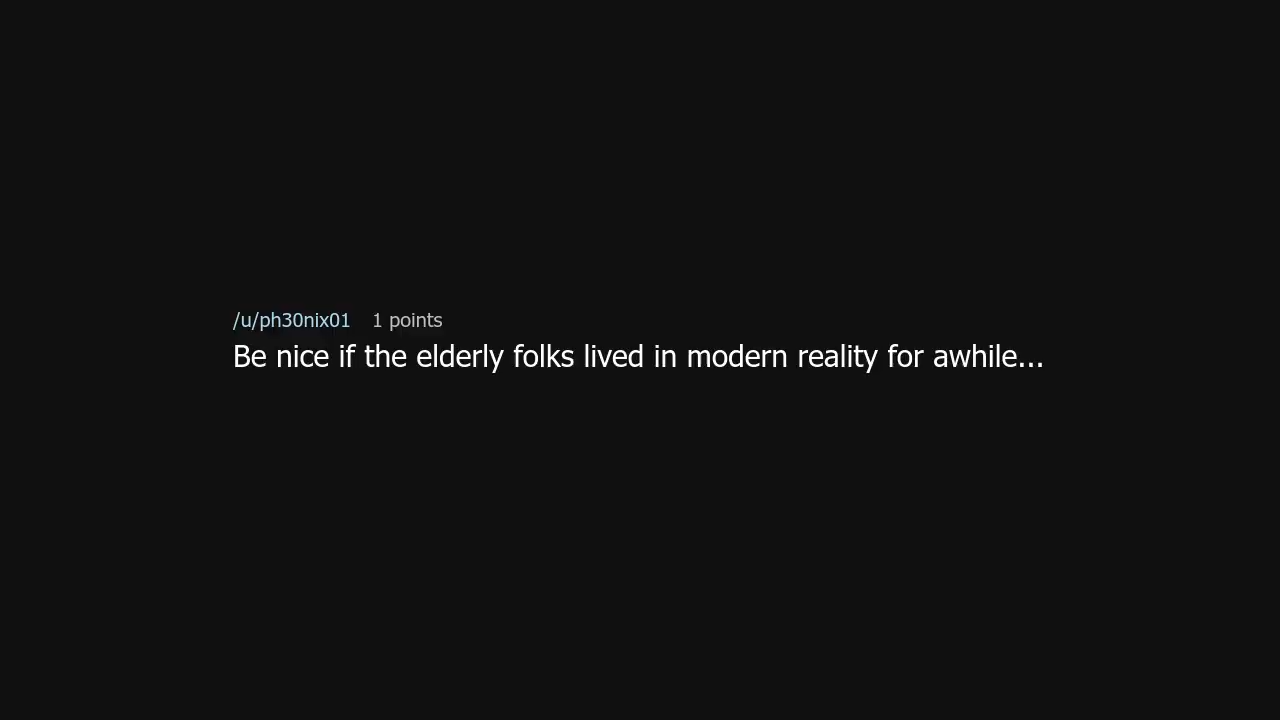 /u/ph30nix01 1 points
Be nice if the elderly folks lived in modern reality for awhile...